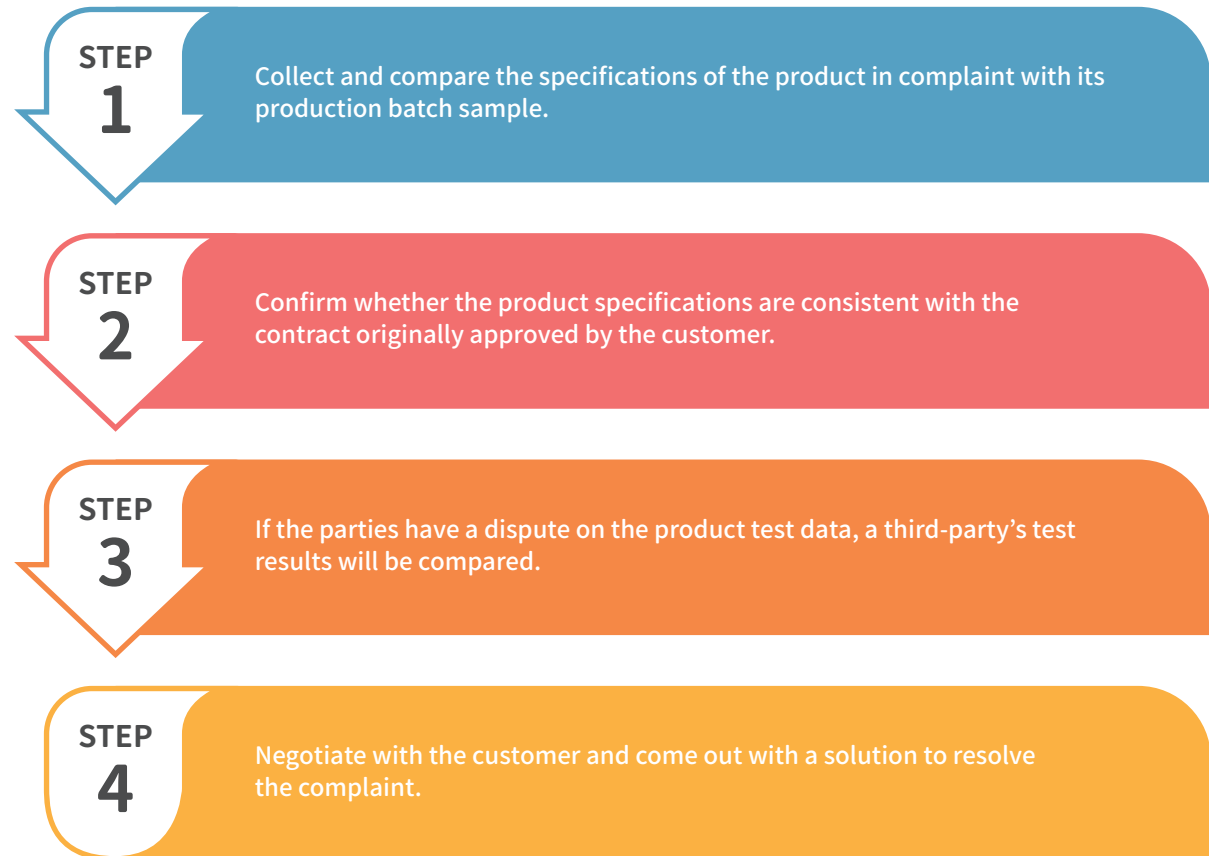 STEP
1
Collect and compare the specifications of the product in complaint with its
production batch sample.
STEP
2
Confirm whether the product specifications are consistent with the
contract originally approved by the customer.
STEP
3
If the parties have a dispute on the product test data, a third-party’s test
results will be compared.
STEP
4
Negotiate with the customer and come out with a solution to resolve
the complaint.